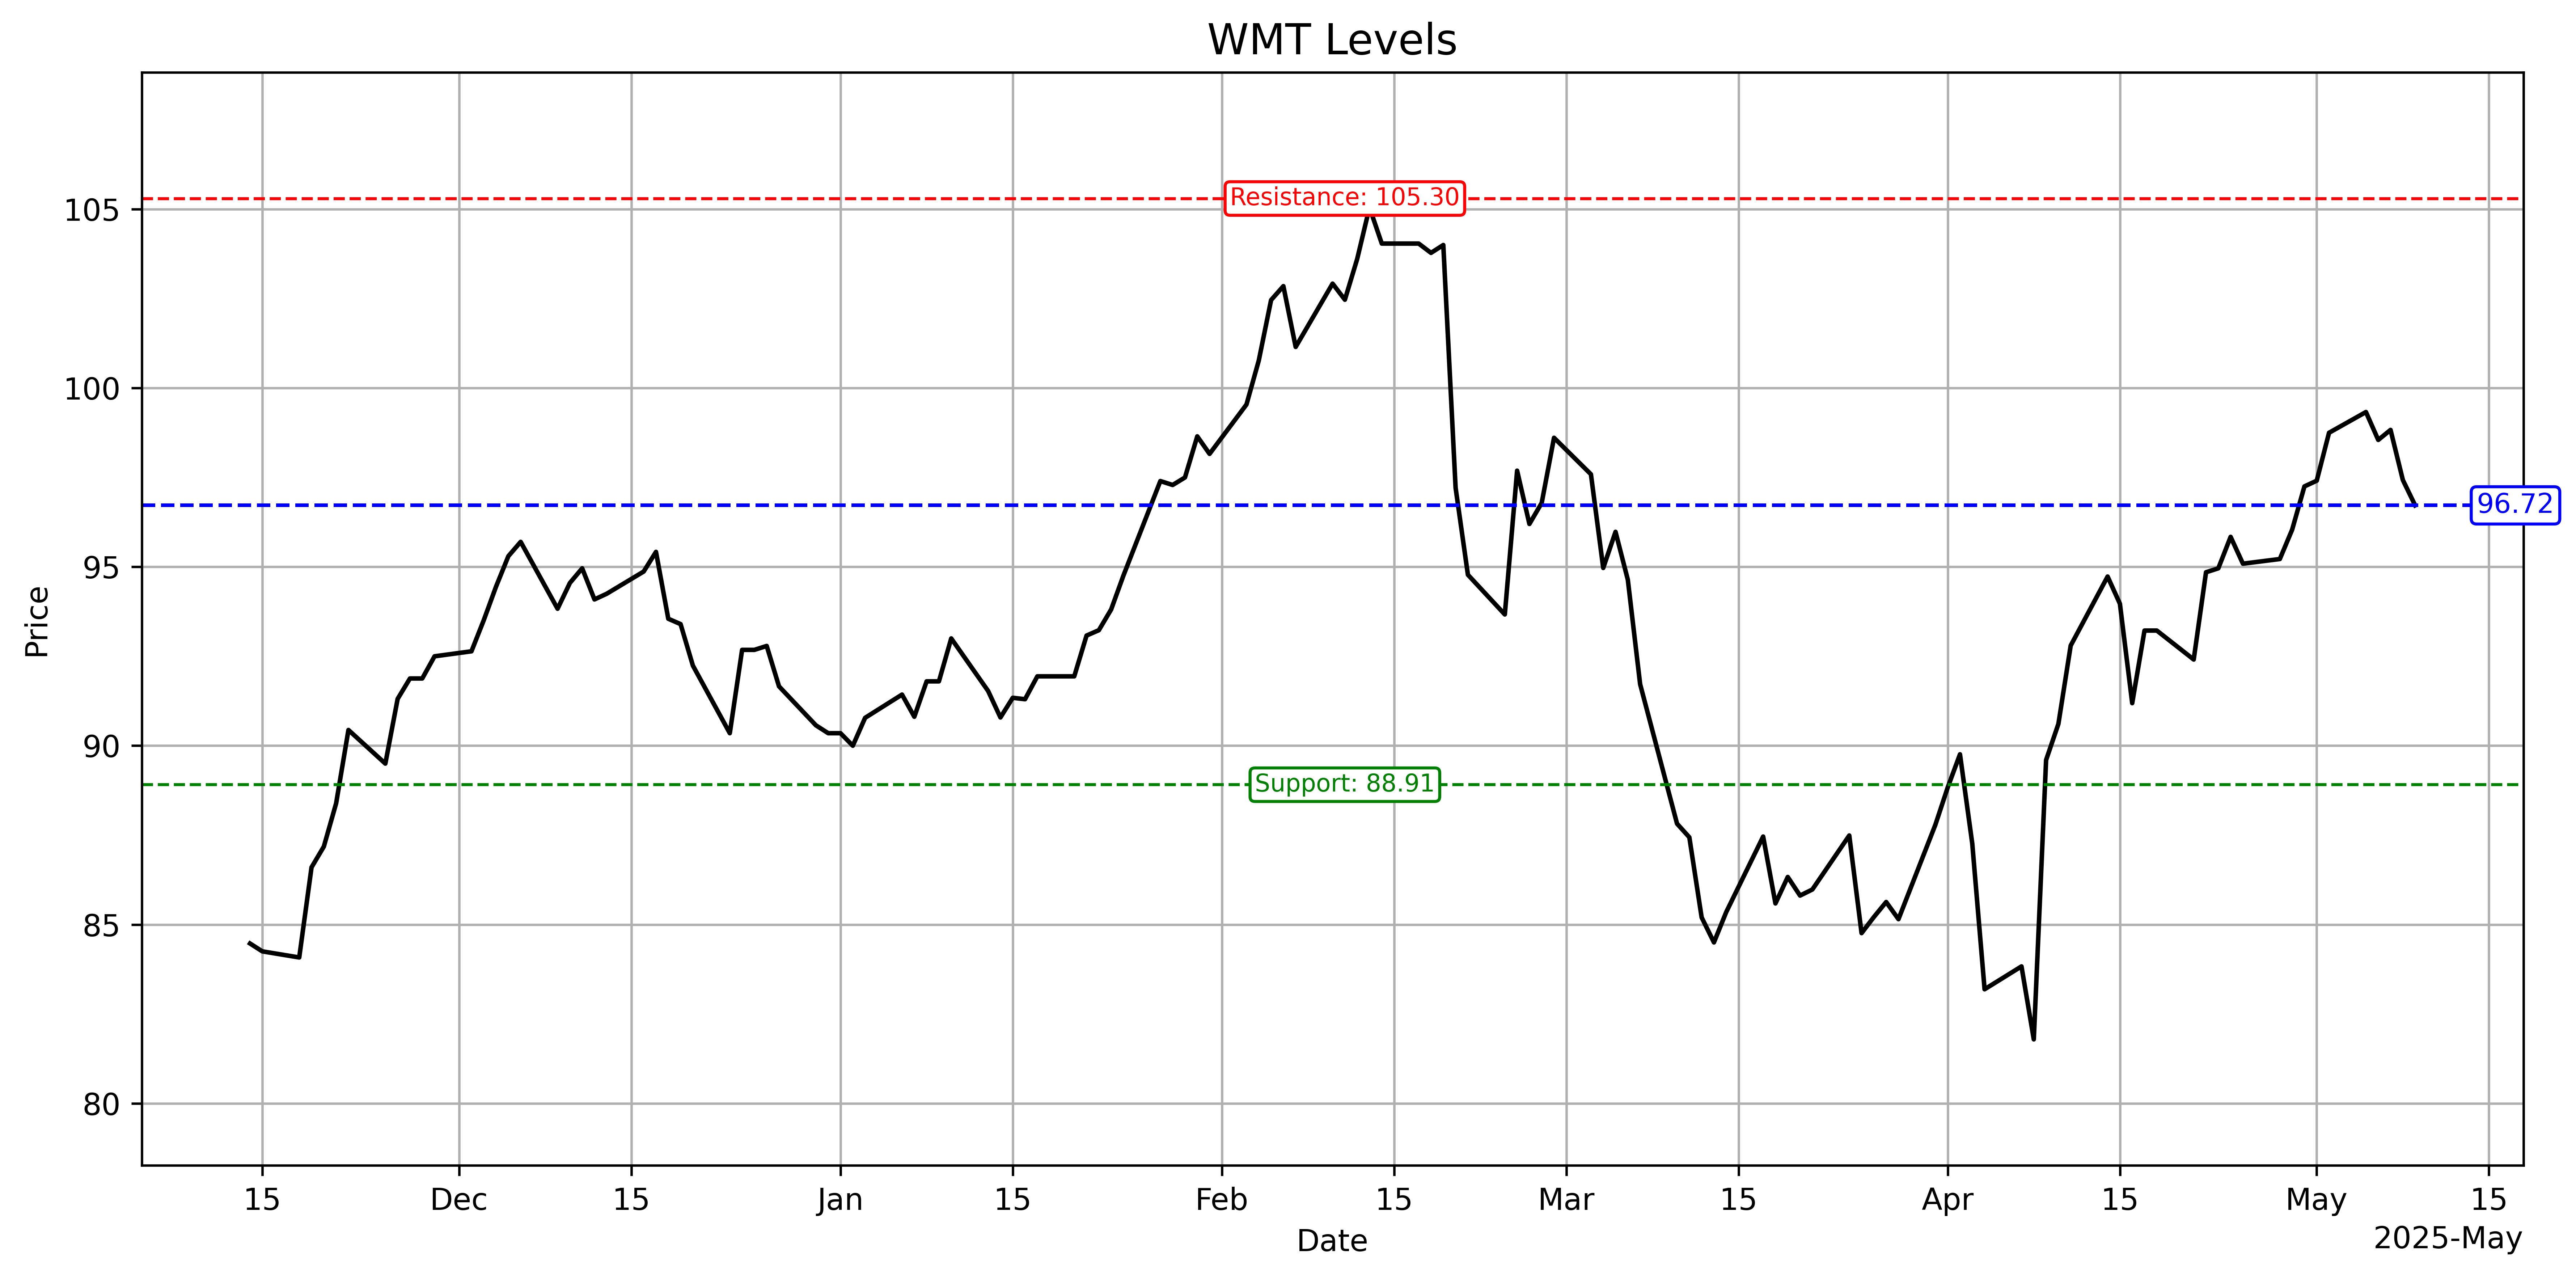 WMT Levels
Price
105
100
95
90
85
80
Resistance: 105.30
96.72
Support: 88.91
15 Dec 15 Jan 15 Feb 15 Mar 15 Apr 15 May 15
Date
2025-May